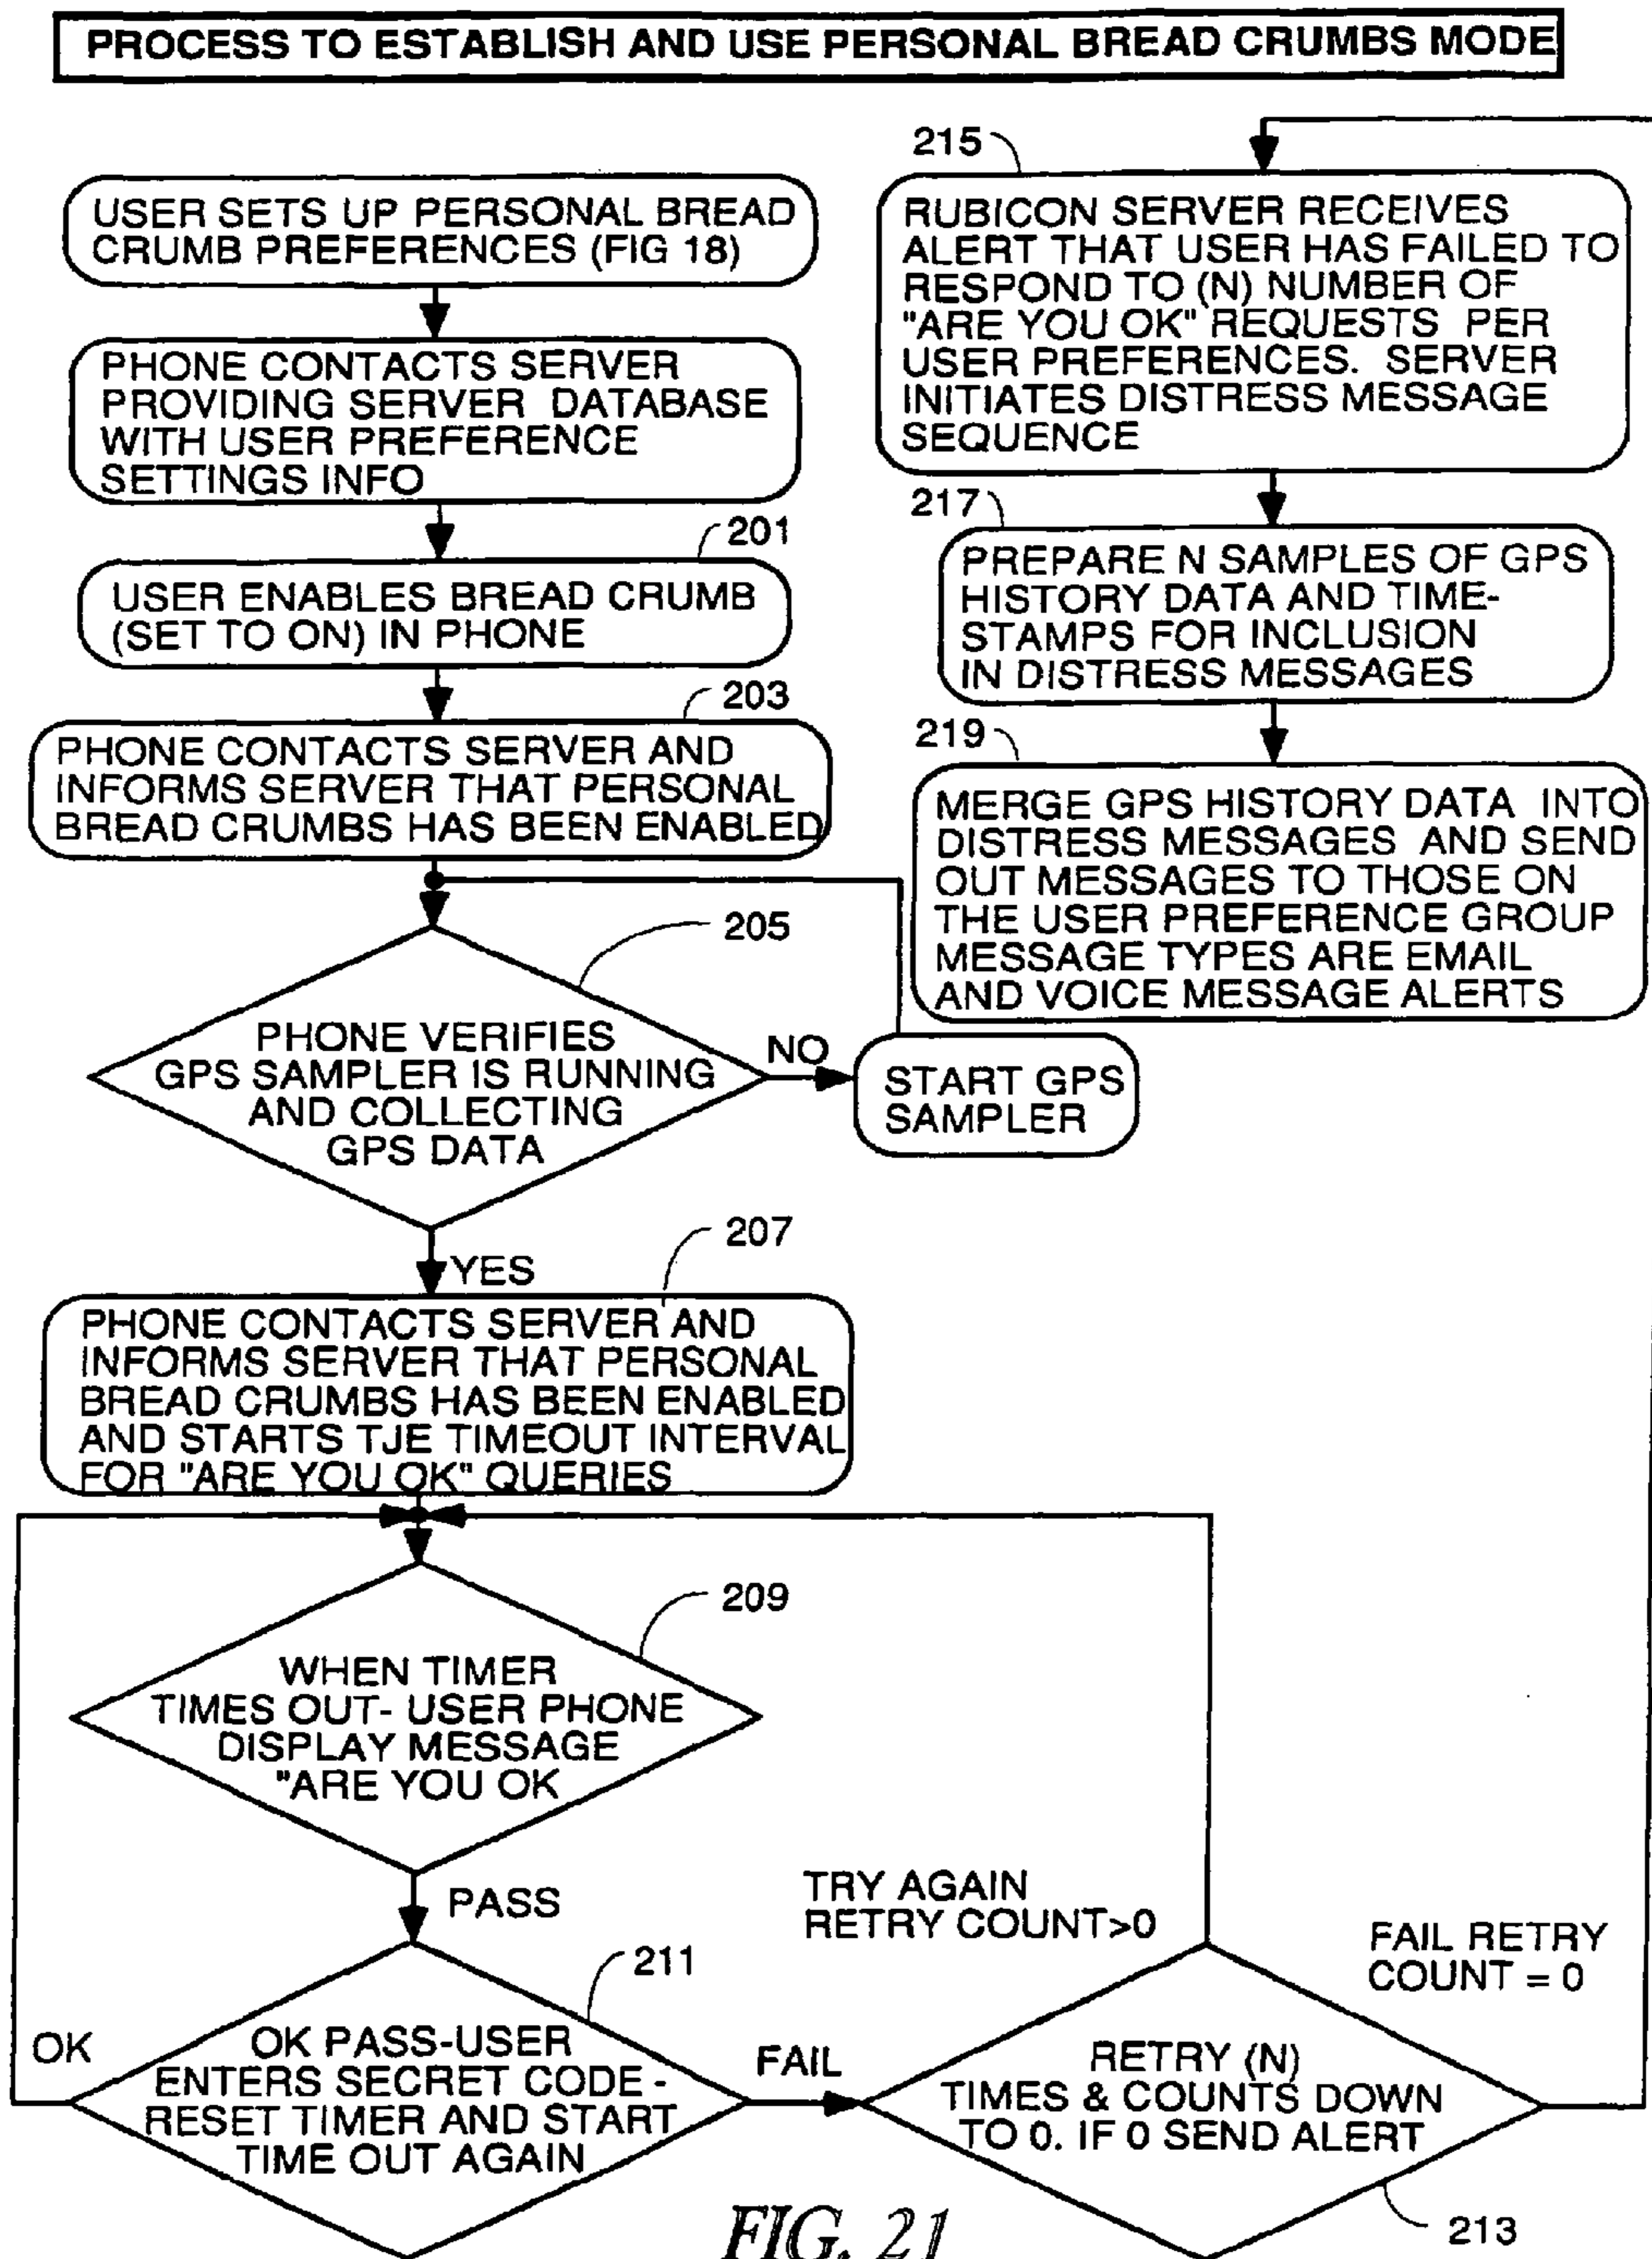 PROCESS TO ESTABLISH AND USE PERSONAL BREAD CRUMBS MODE
USER SETS UP PERSONAL BREAD
CRUMB PREFERENCES (FIG 18)
PHONE CONTACTS SERVER
PROVIDING SERVER DATABASE
WITH USER PREFERENCE
SETTINGS INFO
201
USER ENABLES BREAD CRUMB
(SET TO ON) IN PHONE
203
PHONE CONTACTS SERVER AND
INFORMS SERVER THAT PERSONAL
BREAD CRUMBS HAS BEEN ENABLED
205
PHONE VERIFIES
GPS SAMPLER IS RUNNING
AND COLLECTING
GPS DATA
NO
START GPS
SAMPLER
YES
207
PHONE CONTACTS SERVER AND
INFORMS SERVER THAT PERSONAL
BREAD CRUMBS HAS BEEN ENABLED
AND STARTS TJE TIMEOUT INTERVAL
FOR "ARE YOU OK" QUERIES
209
WHEN TIMER
TIMES OUT- USER PHONE
DISPLAY MESSAGE
"ARE YOU OK
PASS
211
OK
OK PASS-USER
ENTERS SECRET CODE -
RESET TIMER AND START
TIME OUT AGAIN
FAIL
TRY AGAIN
RETRY COUNT>0
RETRY (N)
TIMES & COUNTS DOWN
TO 0. IF 0 SEND ALERT
213
FAIL RETRY
COUNT = 0
215
RUBICON SERVER RECEIVES
ALERT THAT USER HAS FAILED TO
RESPOND TO (N) NUMBER OF
"ARE YOU OK" REQUESTS PER
USER PREFERENCES. SERVER
INITIATES DISTRESS MESSAGE
SEQUENCE
217
PREPARE N SAMPLES OF GPS
HISTORY DATA AND TIME-
STAMPS FOR INCLUSION
IN DISTRESS MESSAGES
219
MERGE GPS HISTORY DATA INTO
DISTRESS MESSAGES AND SEND
OUT MESSAGES TO THOSE ON
THE USER PREFERENCE GROUP
MESSAGE TYPES ARE EMAIL
AND VOICE MESSAGE ALERTS
FIG. 21